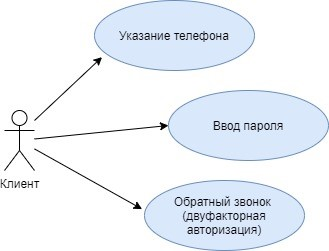 Указание телефона
Ввод пароля
Клиент
Обратный звонок
(двуфакторная
авторизация)